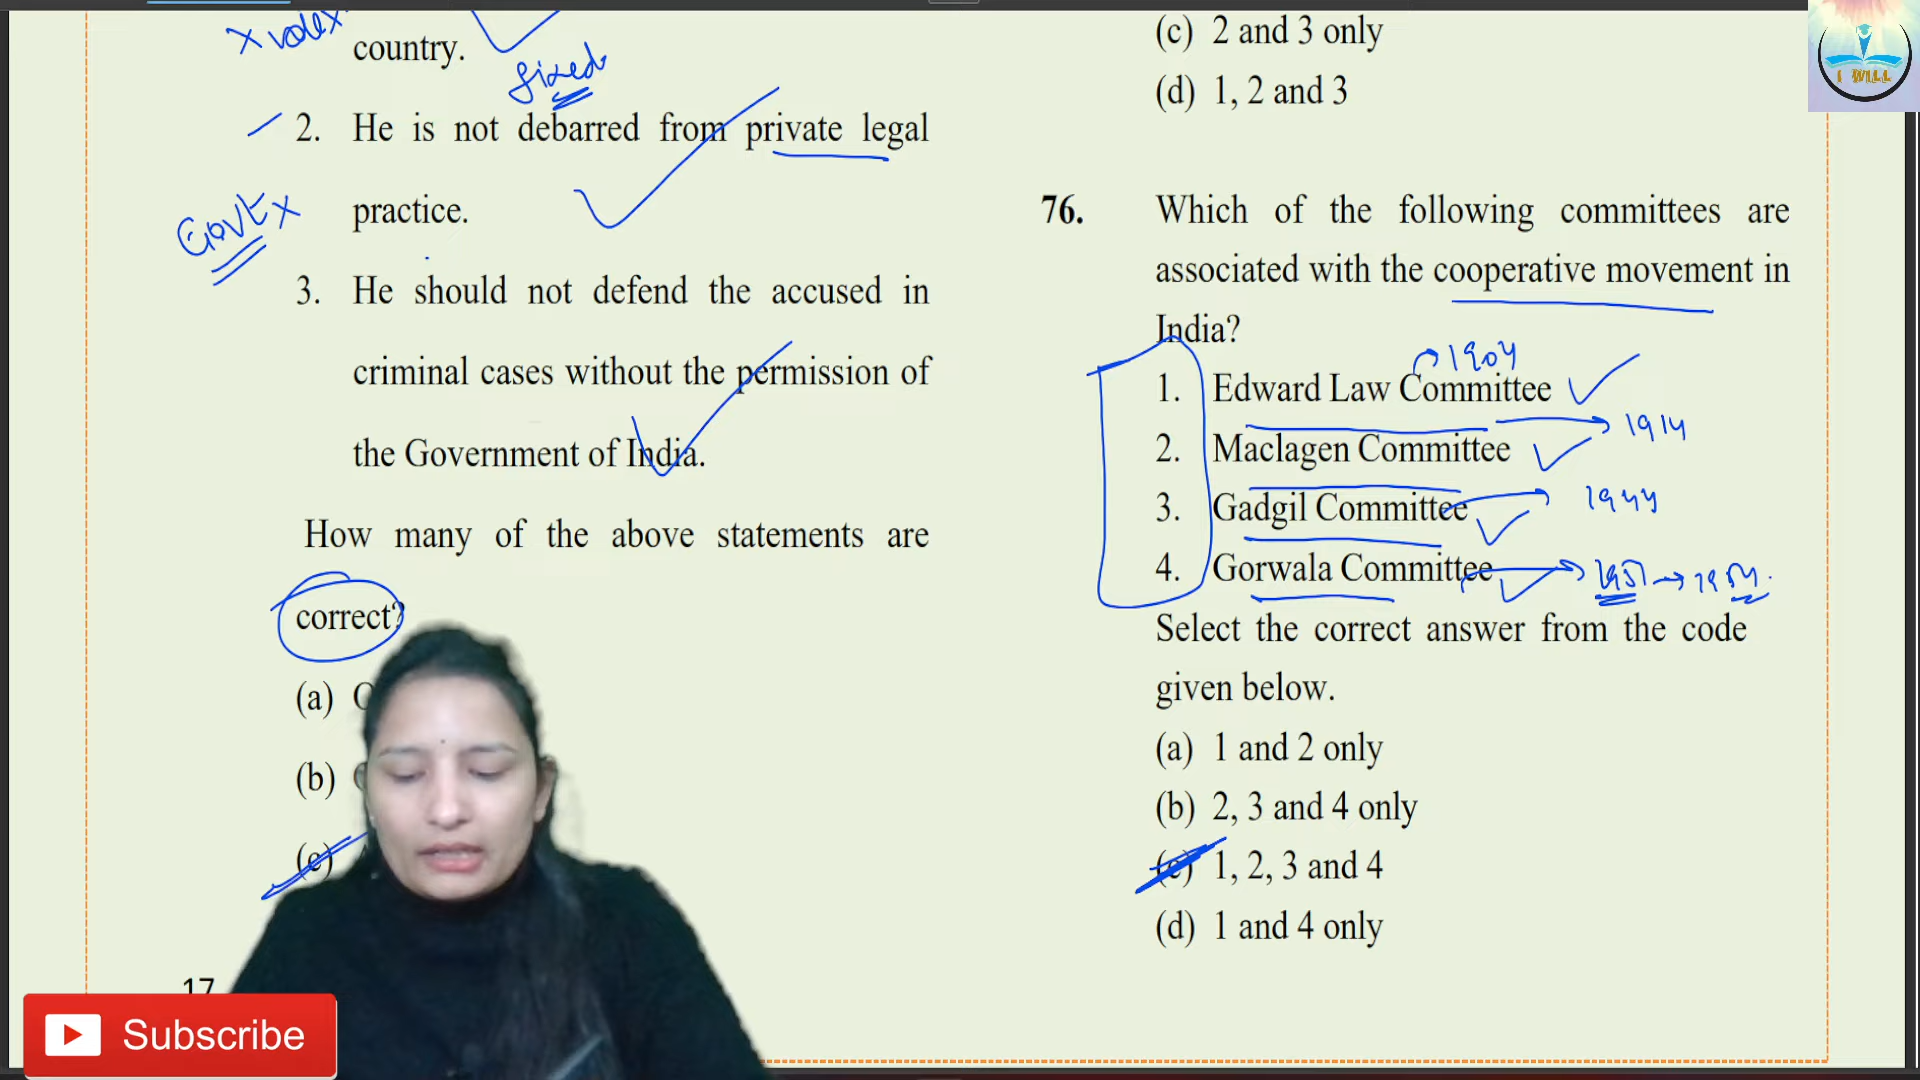 x vote x
country.
fixed
2. He is not debarred from private legal
practice.
Govt x
3. He should not defend the accused in
criminal cases without the permission of
the Government of India.
How many of the above statements are
correct?
(a)
(b)
(c)
17
Subscribe
(c) 2 and 3 only
(d) 1, 2 and 3
76. Which of the following committees are
associated with the cooperative movement in
India?
1904
1. Edward Law Committee
1914
2. Maclagen Committee
3. Gadgil Committee 1944
4. Gorwala Committee 1951 → 1954.
Select the correct answer from the code
given below.
(a) 1 and 2 only
(b) 2, 3 and 4 only
(c) 1, 2, 3 and 4
(d) 1 and 4 only
I WILL